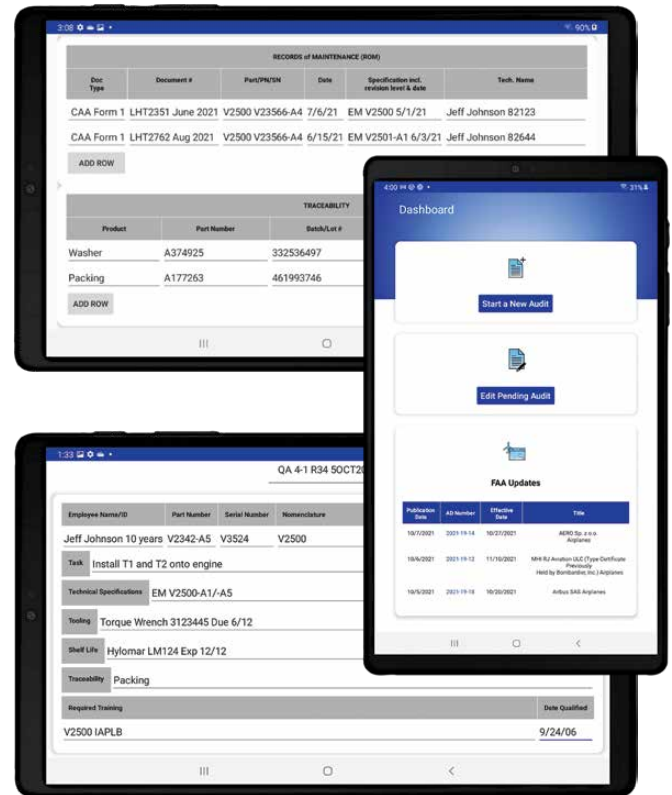 3:08
90%
RECORDS of MAINTENANCE (ROM)
Doc Type
Document #
Part/PN/SN
Date
Specification incl. revision level & date
Tech. Name
CAA Form 1 LHT2351 June 2021 V2500 V23566-A4 7/6/21 EM V2500 5/1/21 Jeff Johnson 82123
CAA Form 1 LHT2762 Aug 2021 V2500 V23566-A4 6/15/21 EM V2501-A1 6/3/21 Jeff Johnson 82644
ADD ROW
TRACEABILITY
Product
Part Number
Batch/Lot #
Washer A374925 332536497
Packing A177263 461993746
ADD ROW
4:00
31%
Dashboard
Start a New Audit
Edit Pending Audit
FAA Updates
Publication Date
AD Number
Effective Date
Title
10/7/2021 2021-19-14 10/27/2021 AERO Sp. z o.o. Airplanes
10/6/2021 2021-19-12 11/10/2021 MHI RJ Aviation ULC (Type Certificate Previously Held by Bombardier, Inc.) Airplanes
10/5/2021 2021-19-18 10/20/2021 Airbus SAS Airplanes
1:33
QA 4-1 R34 5OCT20
Employee Name/ID
Part Number
Serial Number
Nomenclature
Jeff Johnson 10 years V2342-A5 V3524 V2500
Task Install T1 and T2 onto engine
Technical Specifications EM V2500-A1/-A5
Tooling Torque Wrench 3123445 Due 6/12
Shelf Life Hylomar LM124 Exp 12/12
Traceability Packing
Required Training
Date Qualified
V2500 IAPLB 9/24/06